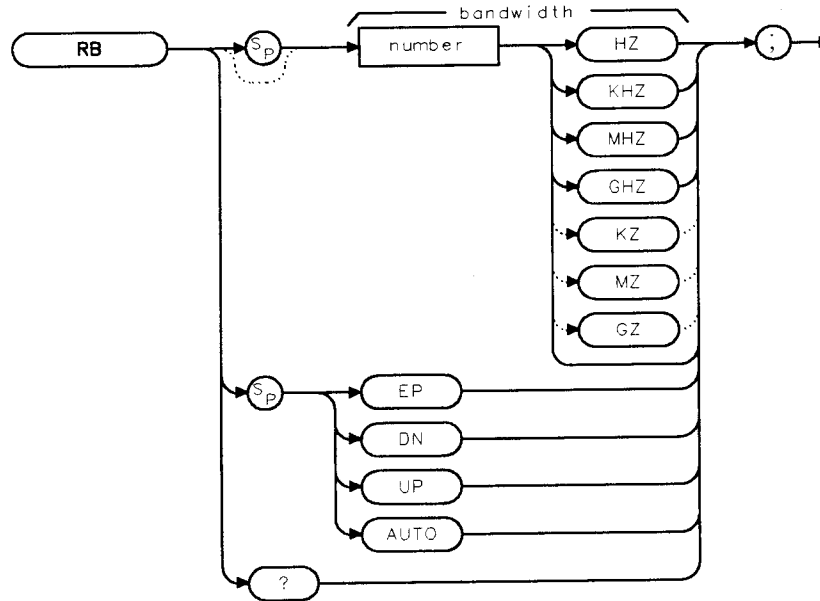 bandwidth
RB
SP
number
HZ
;
KHZ
MHZ
GHZ
KZ
MZ
GZ
SP
EP
DN
UP
AUTO
?